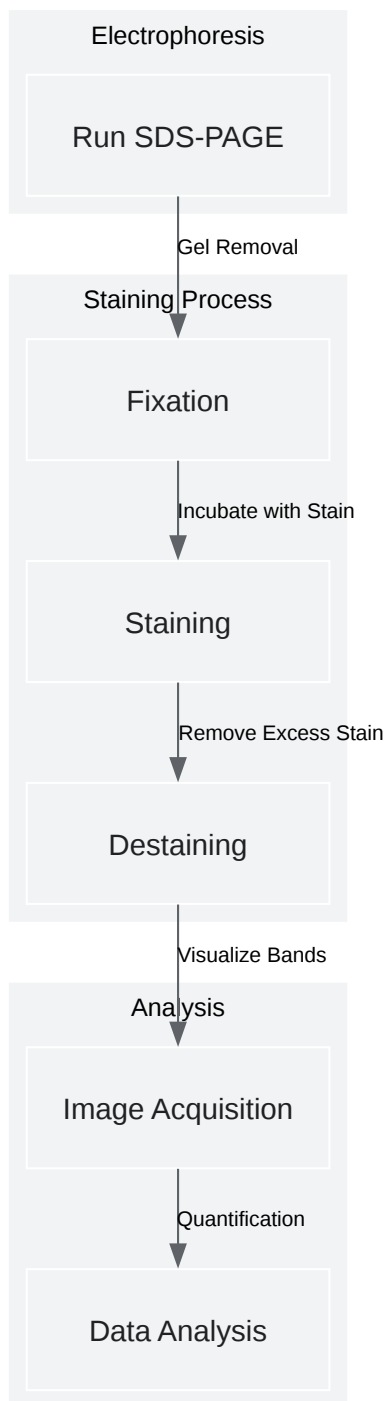 Electrophoresis
Run SDS-PAGE
Gel Removal
Staining Process
Fixation
Incubate with Stain
Staining
Remove Excess Stain
Destaining
Visualize Bands
Analysis
Image Acquisition
Quantification
Data Analysis